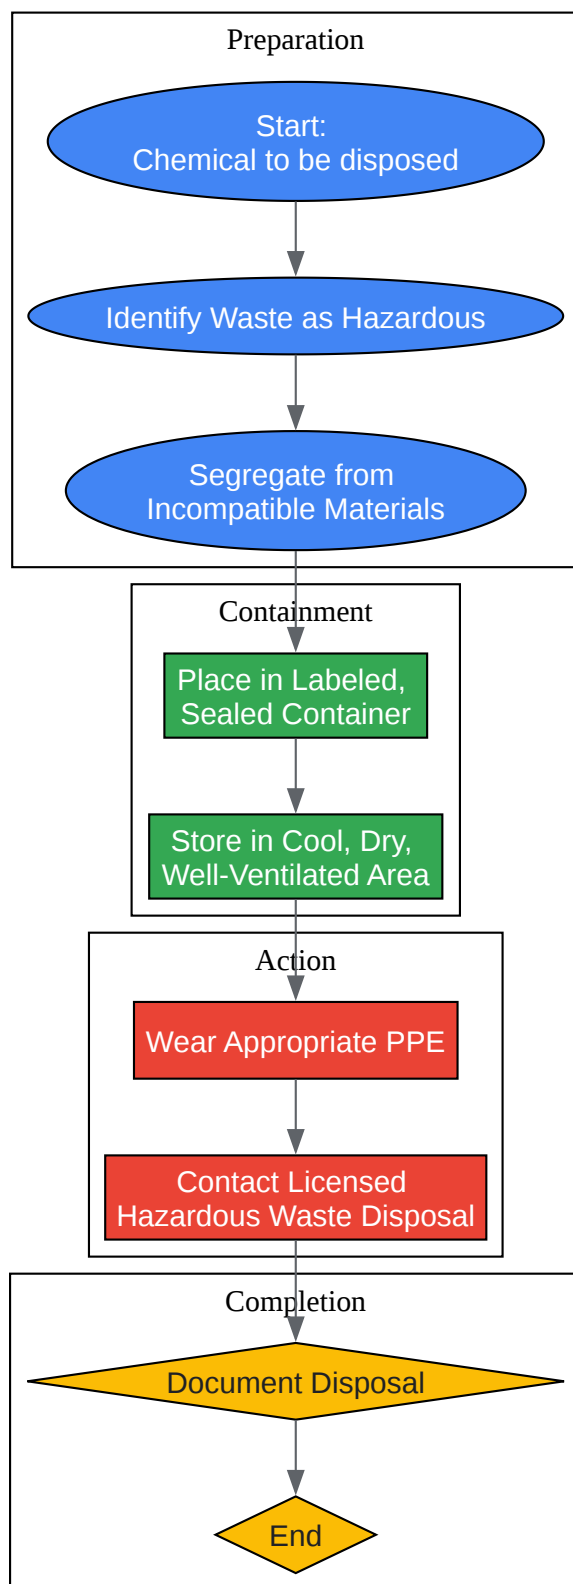 Preparation
Start:
Chemical to be disposed
Identify Waste as Hazardous
Segregate from
Incompatible Materials
Containment
Place in Labeled,
Sealed Container
Store in Cool, Dry,
Well-Ventilated Area
Action
Wear Appropriate PPE
Contact Licensed
Hazardous Waste Disposal
Completion
Document Disposal
End